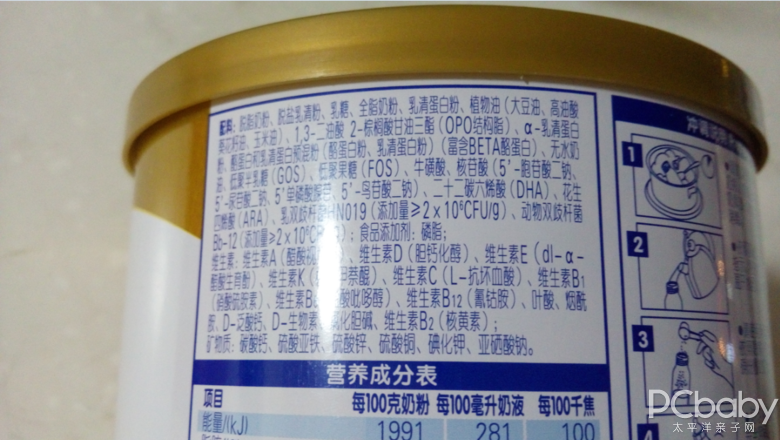 配料：脱脂奶粉、脱盐乳清粉、乳糖、全脂奶粉、乳清蛋白粉、植物油（大豆油、高油酸
葵花籽油、玉米油）、1,3-二油酸 2-棕榈酸甘油三酯（OPO结构脂）、α-乳清蛋白
粉、酪蛋白和乳清蛋白预混粉（酪蛋白粉、乳清蛋白粉）（富含BETA酪蛋白）、无水奶
油、低聚半乳糖（GOS）、低聚果糖（FOS）、牛磺酸、核苷酸（5'-胞苷酸二钠、
5'-尿苷酸二钠、5'单磷酸腺苷、5'-鸟苷酸二钠）、二十二碳六烯酸（DHA）、花生
四烯酸（ARA）、乳双歧杆菌HN019（添加量≥2×10⁶CFU/g）、动物双歧杆菌
Bb-12（添加量≥2×10⁶CFU/g）；食品添加剂：磷脂；
维生素：维生素A（醋酸视 ）、维生素D（胆钙化醇）、维生素E（dl-α-
醋酸生育酚）、维生素K 萘醌）、维生素C（L-抗坏血酸）、维生素B₁
（硝酸硫胺素）、维生素B 酸吡哆醇）、维生素B₁₂（氰钴胺）、叶酸、烟酰
胺、D-泛酸钙、D-生物素、 化胆碱、维生素B₂（核黄素）；
矿物质：碳酸钙、硫酸亚铁、硫酸锌、硫酸铜、碘化钾、亚硒酸钠。
营养成分表
项目 每100克奶粉 每100毫升奶液 每100千焦
能量/(kJ) 1991 281 100
冲调说明
1
2
3
4
PCbaby
太平洋亲子网